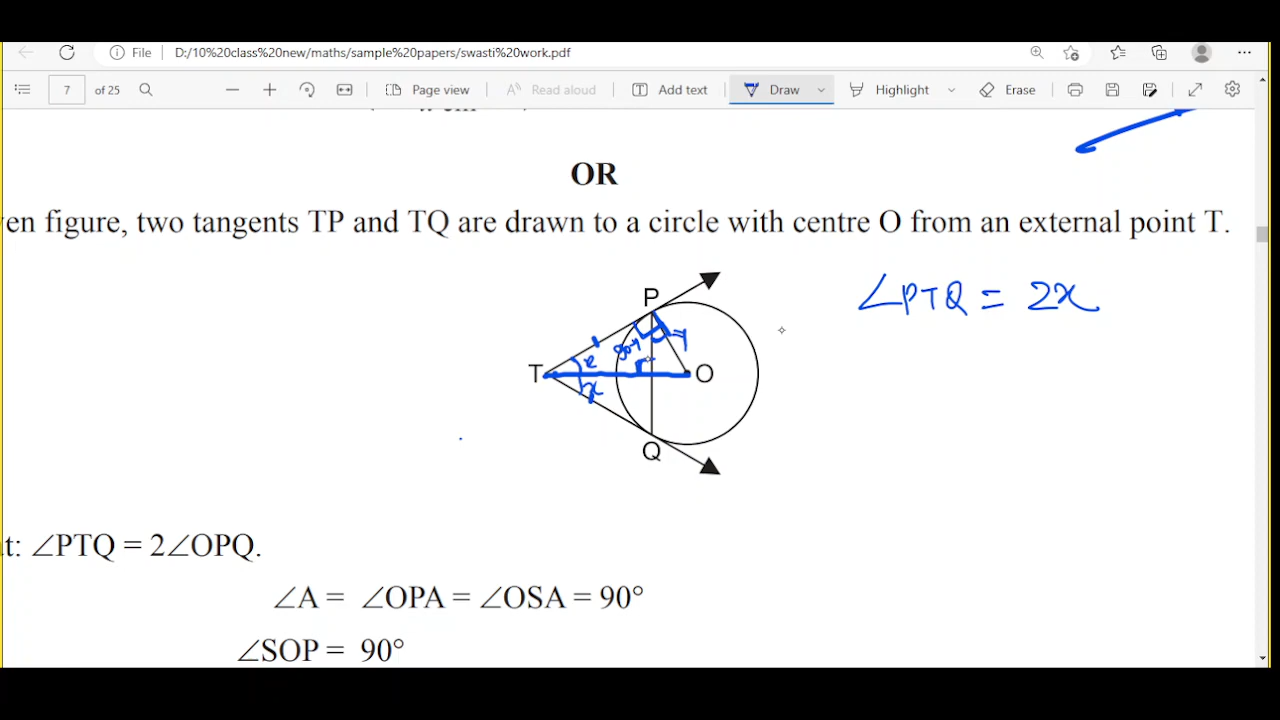 File D:/10%20class%20new/maths/sample%20papers/swasti%20work.pdf
7 of 25 Page view Read aloud Add text Draw Highlight Erase
OR
en figure, two tangents TP and TQ are drawn to a circle with centre O from an external point T.
∠PTQ = 2x
P
90-y y
x
T O
x
Q
t: ∠PTQ = 2∠OPQ.
∠A = ∠OPA = ∠OSA = 90°
∠SOP = 90°